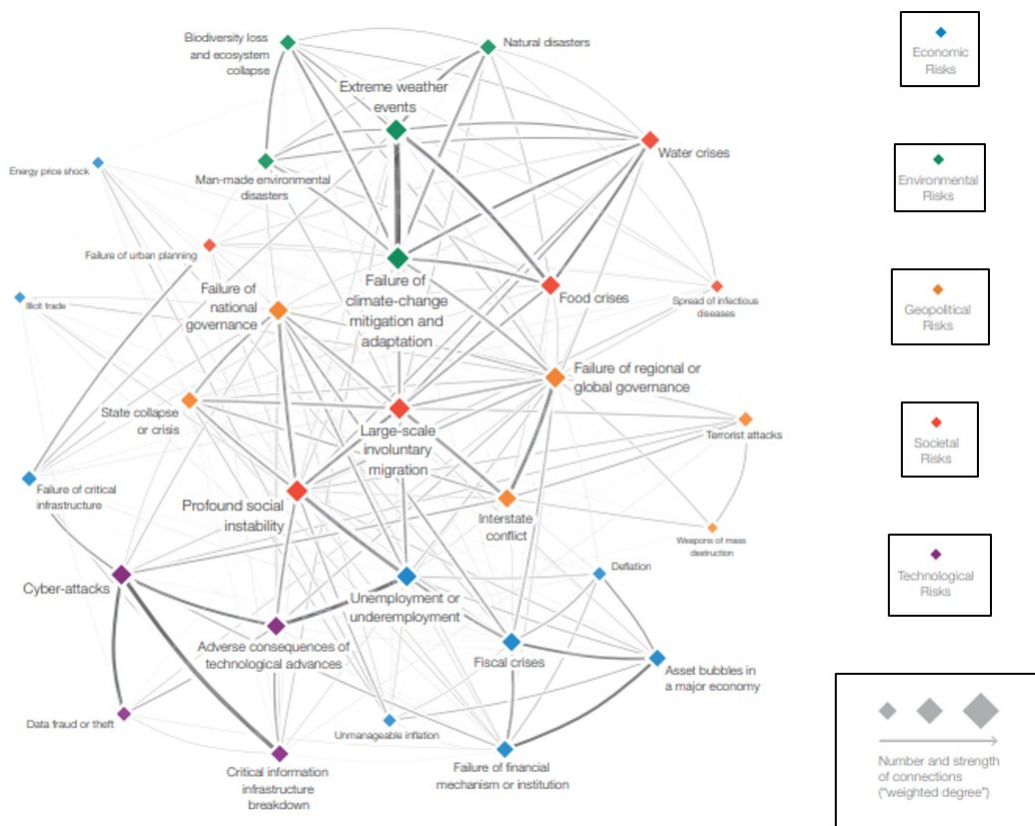 Biodiversity loss
and ecosystem
collapse
Natural disasters
Extreme weather
events
Water crises
Energy price shock
Man-made environmental
disasters
Failure of urban planning
Failure of
climate-change
mitigation and
adaptation
Food crises
Spread of infectious
diseases
Illicit trade
Failure of
national
governance
Failure of regional or
global governance
State collapse
or crisis
Large-scale
involuntary
migration
Terrorist attacks
Failure of critical
infrastructure
Profound social
instability
Interstate
conflict
Weapons of mass
destruction
Cyber-attacks
Unemployment or
underemployment
Deflation
Adverse consequences of
technological advances
Fiscal crises
Asset bubbles in
a major economy
Data fraud or theft
Unmanageable inflation
Critical information
infrastructure
breakdown
Failure of financial
mechanism or institution
Economic
Risks
Environmental
Risks
Geopolitical
Risks
Societal
Risks
Technological
Risks
Number and strength
of connections
("weighted degree")